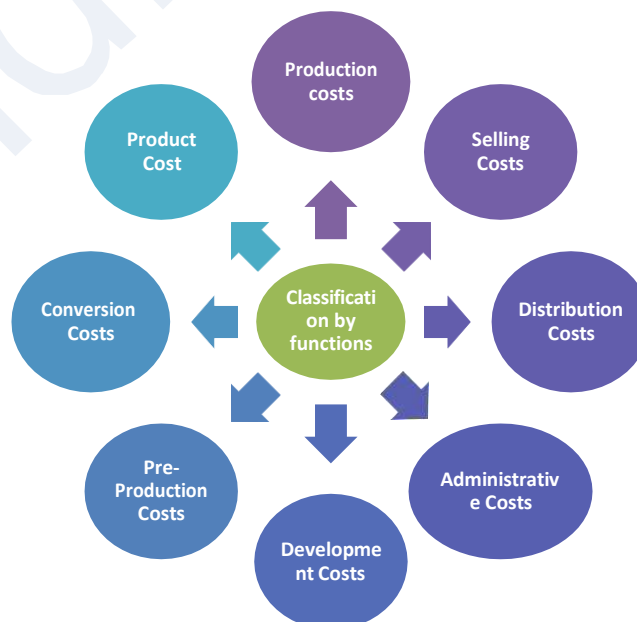 Production
costs
Selling
Costs
Distribution
Costs
Administrativ
e Costs
Developme
nt Costs
Pre-
Production
Costs
Conversion
Costs
Product
Cost
Classificati
on by
functions